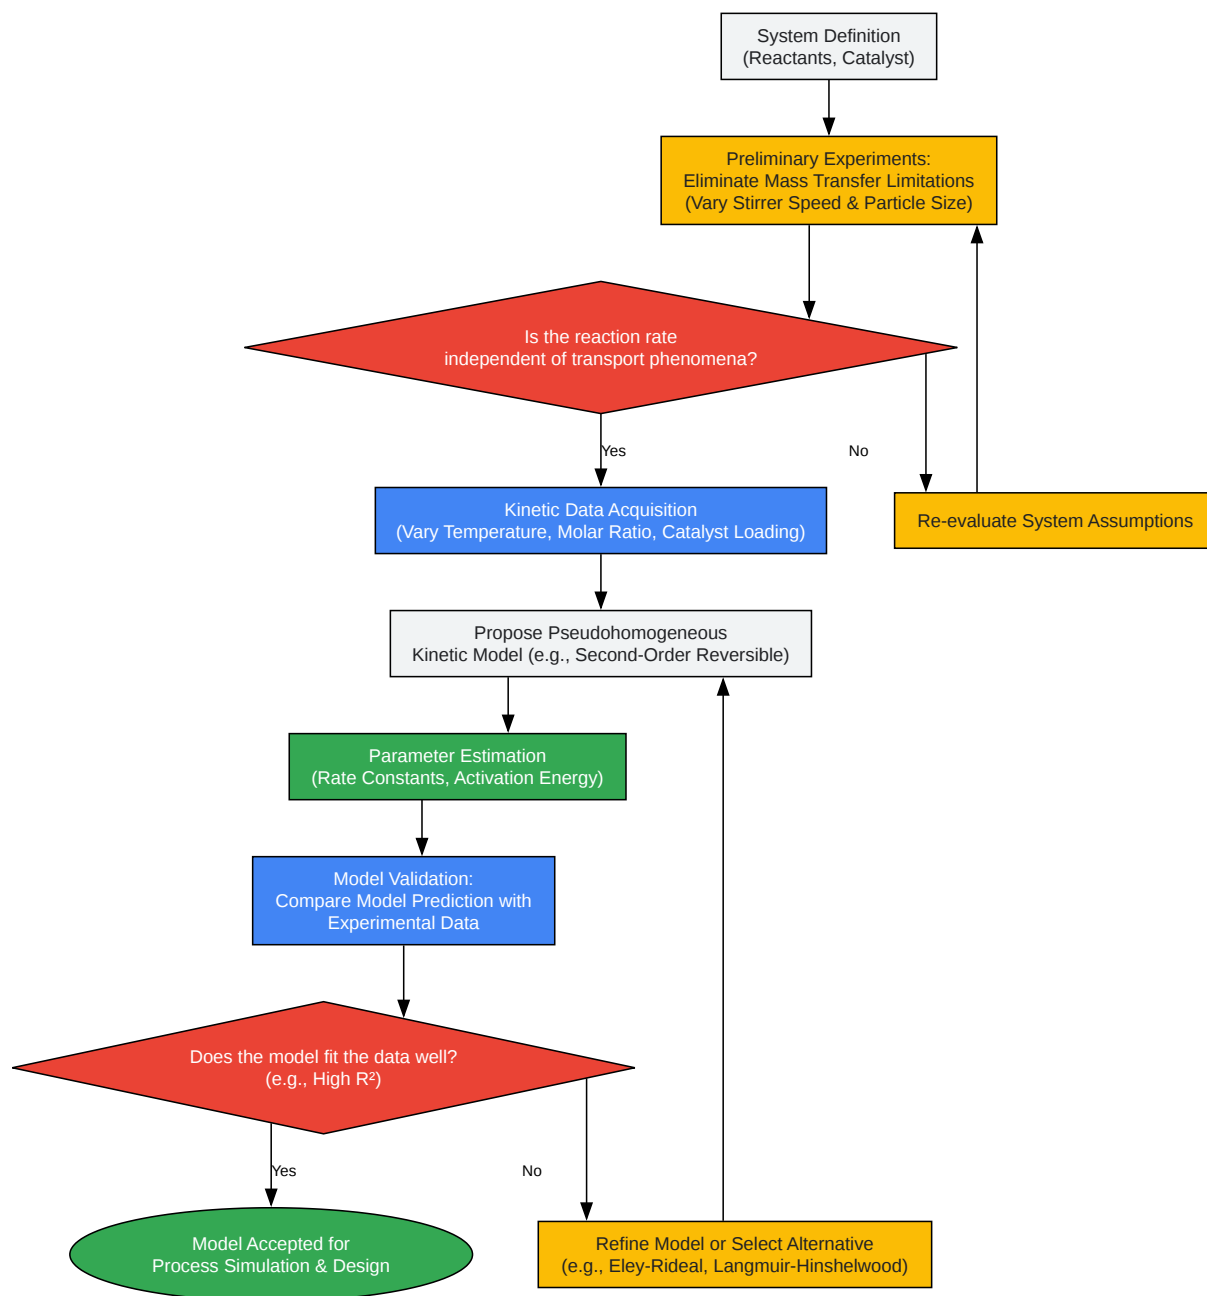 System Definition
(Reactants, Catalyst)
Preliminary Experiments:
Eliminate Mass Transfer Limitations
(Vary Stirrer Speed & Particle Size)
Is the reaction rate
independent of transport phenomena?
Yes
No
Kinetic Data Acquisition
(Vary Temperature, Molar Ratio, Catalyst Loading)
Re-evaluate System Assumptions
Propose Pseudohomogeneous
Kinetic Model (e.g., Second-Order Reversible)
Parameter Estimation
(Rate Constants, Activation Energy)
Model Validation:
Compare Model Prediction with
Experimental Data
Does the model fit the data well?
(e.g., High R²)
Yes
No
Model Accepted for
Process Simulation & Design
Refine Model or Select Alternative
(e.g., Eley-Rideal, Langmuir-Hinshelwood)